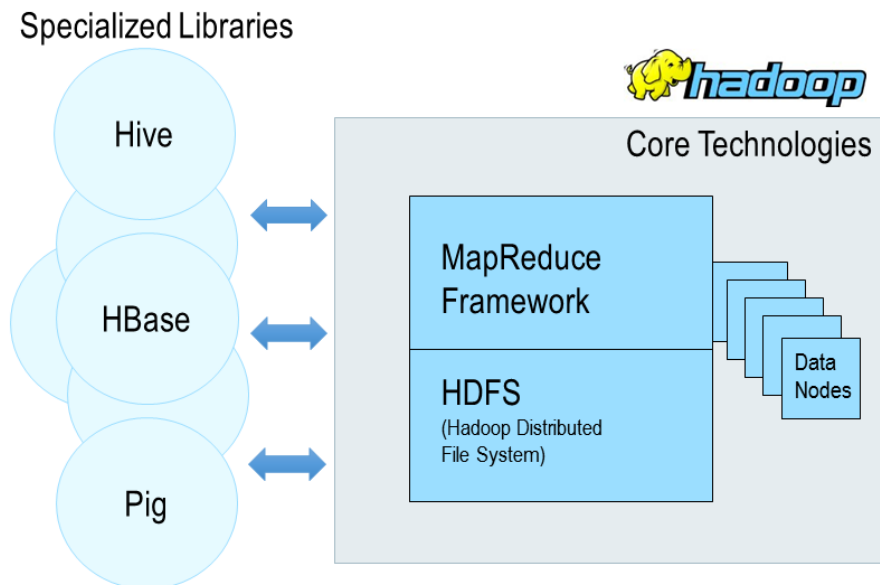 Specialized Libraries
hadoop
Core Technologies
Hive
HBase
Pig
MapReduce
Framework
HDFS
(Hadoop Distributed
File System)
Data
Nodes